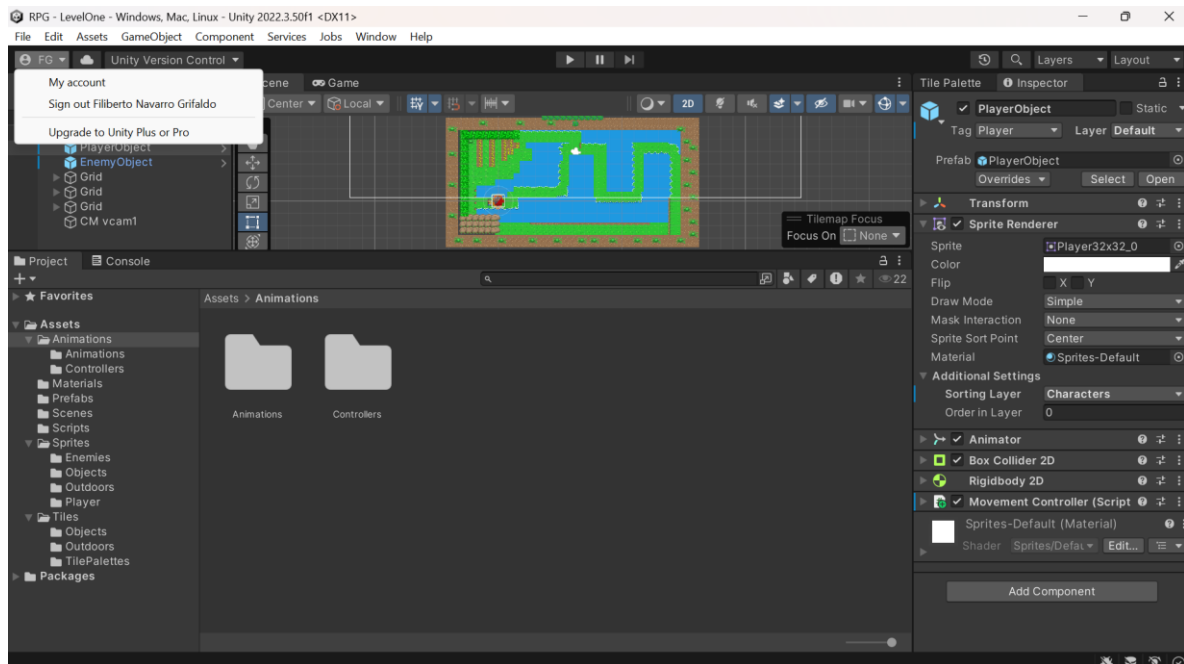 RPG - LevelOne - Windows, Mac, Linux - Unity 2022.3.50f1 <DX11>
File Edit Assets GameObject Component Services Jobs Window Help
FG Unity Version Control Layers Layout
My account
Sign out Filiberto Navarro Grifaldo
Upgrade to Unity Plus or Pro
cene Game
Center Local 2D
PlayerObject
EnemyObject
Grid
Grid
Grid
CM vcam1
Tilemap Focus
Focus On None
Tile Palette Inspector
PlayerObject Static
Tag Player Layer Default
Prefab PlayerObject
Overrides Select Open
Transform
Sprite Renderer
Sprite Player32x32_0
Color
Flip X Y
Draw Mode Simple
Mask Interaction None
Sprite Sort Point Center
Material Sprites-Default
Additional Settings
Sorting Layer Characters
Order in Layer 0
Animator
Box Collider 2D
Rigidbody 2D
Movement Controller (Script
Sprites-Default (Material)
Shader Sprites/Defau Edit...
Add Component
Project Console
22
Favorites
Assets
Animations
Animations
Controllers
Materials
Prefabs
Scenes
Scripts
Sprites
Enemies
Objects
Outdoors
Player
Tiles
Objects
Outdoors
TilePalettes
Packages
Assets > Animations
Animations Controllers